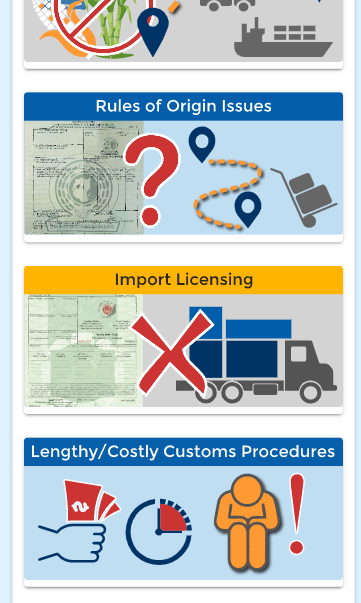 Rules of Origin Issues
Import Licensing
Lengthy/Costly Customs Procedures